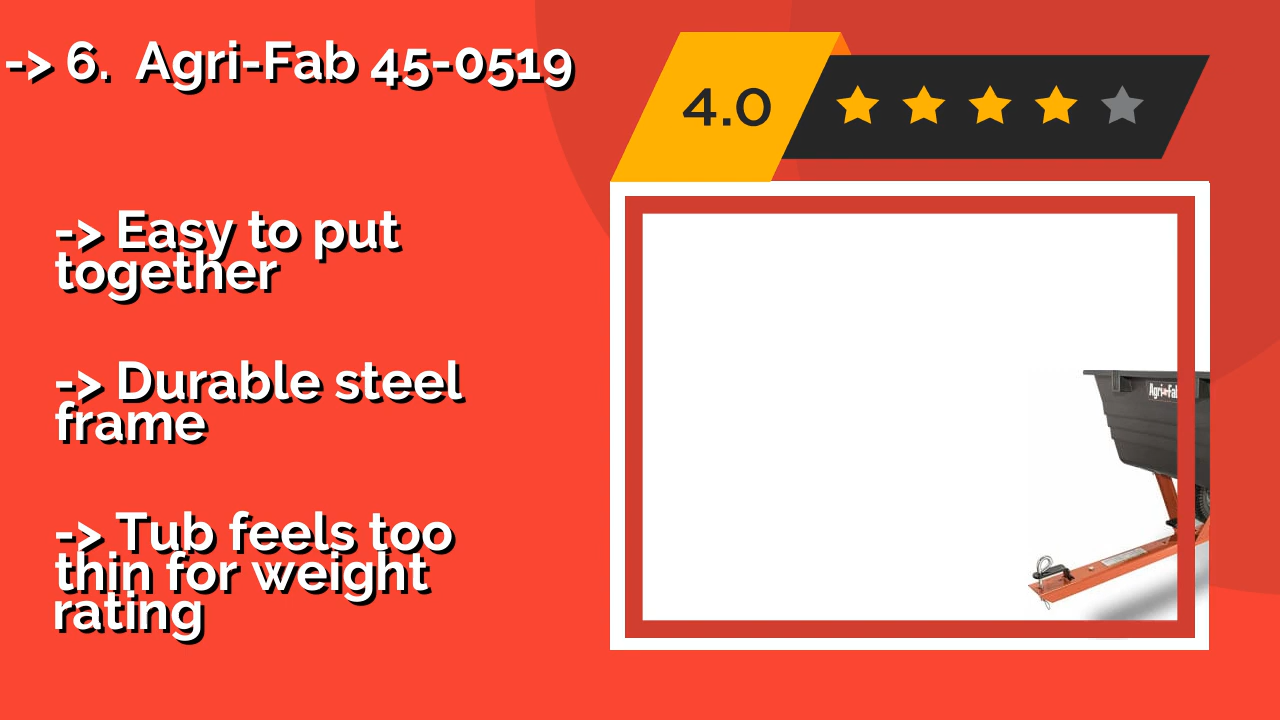 -> 6. Agri-Fab 45-0519
4.0
-> Easy to put
together
-> Durable steel
frame
-> Tub feels too
thin for weight
rating
Agri-Fab